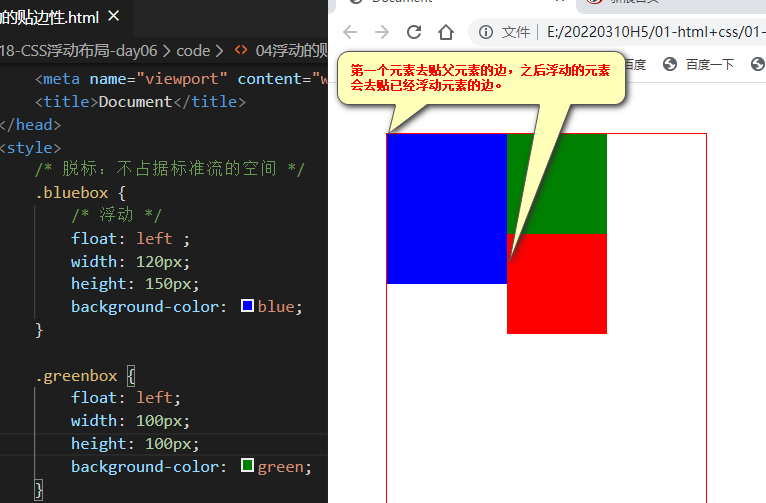 的贴边性.html ×
18-CSS浮动布局-day06 > code > <> 04浮动的贴
<meta name="viewport" content="w
<title>Document</title>
</head>
<style>
/* 脱标：不占据标准流的空间 */
.bluebox {
/* 浮动 */
float: left ;
width: 120px;
height: 150px;
background-color: blue;
}
.greenbox {
float: left;
width: 100px;
height: 100px;
background-color: green;
}
文件 | E:/20220310H5/01-html+css/01-
度 百度一下
第一个元素去贴父元素的边，之后浮动的元素
会去贴已经浮动元素的边。